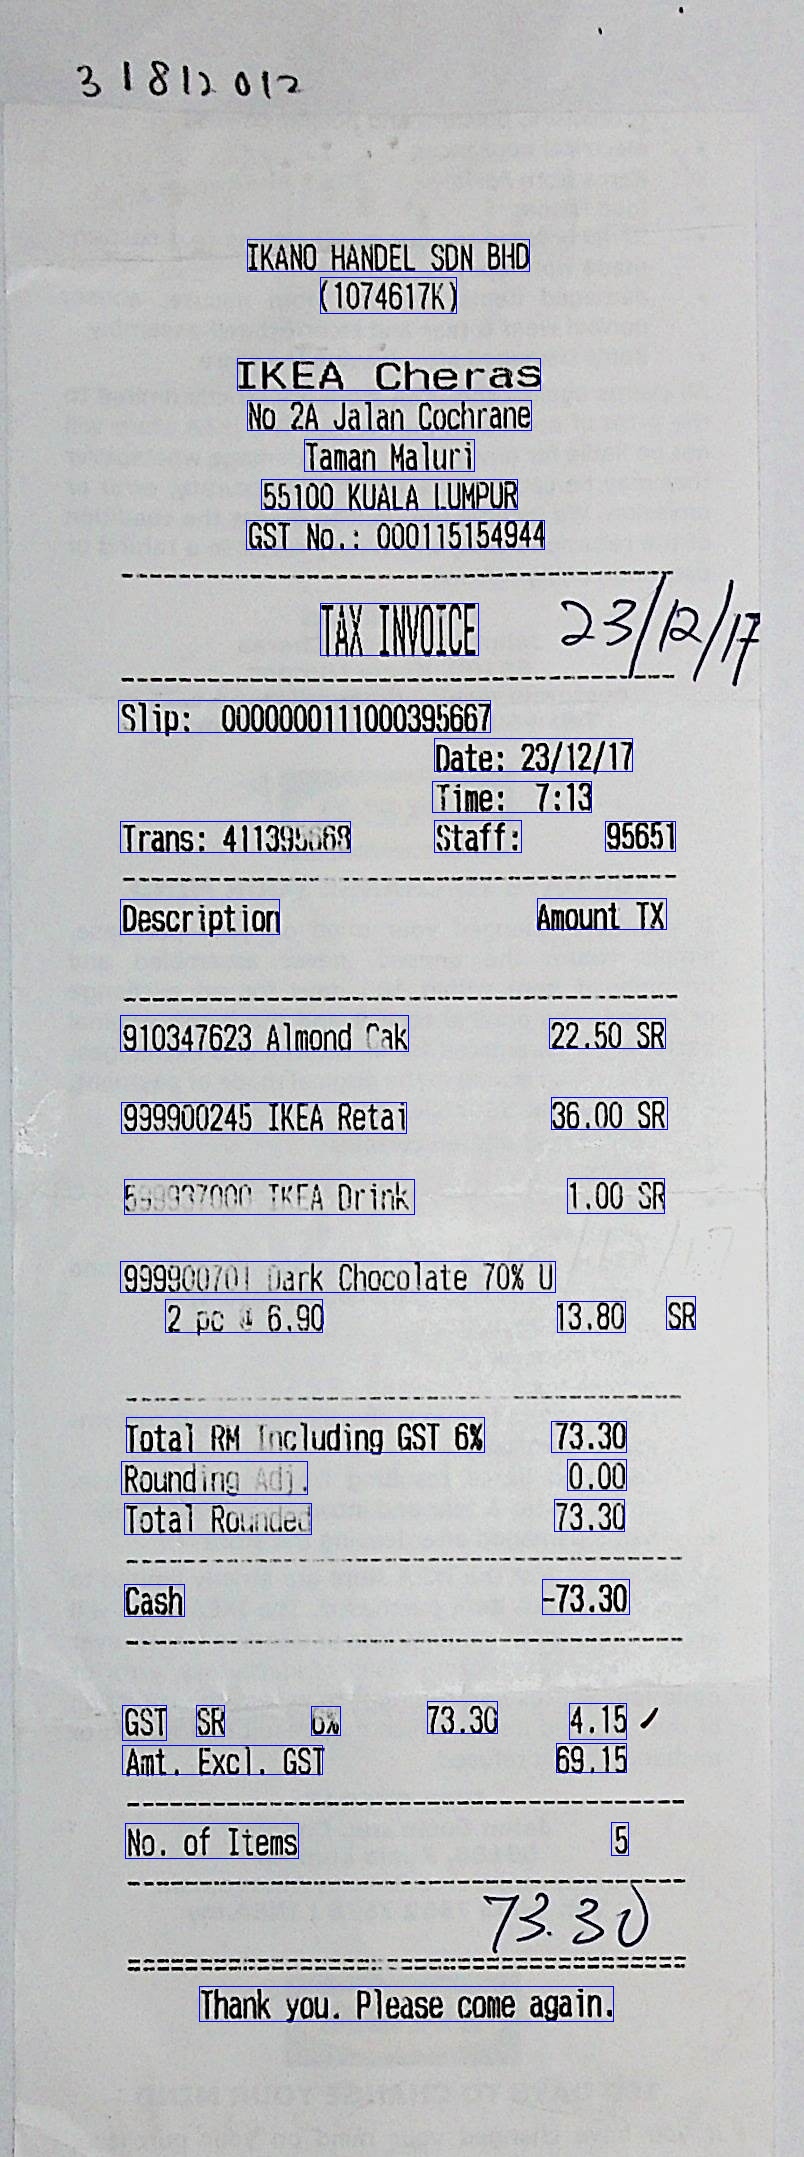 31812012
IKANO HANDEL SDN BHD
(1074617K)
IKEA Cheras
No 2A Jalan Cochrane
Taman Maluri
55100 KUALA LUMPUR
GST No.: 000115154944
TAX INVOICE 23/12/17
Slip: 0000000111000395667
Date: 23/12/17
Time: 7:13
Trans: 411395668 Staff: 95651
Description Amount TX
910347623 Almond Cak 22.50 SR
999900245 IKEA Retai 36.00 SR
599937000 IKEA Drink 1.00 SR
999900701 Dark Chocolate 70% U
2 pc @ 6.90 13.80 SR
Total RM Including GST 6% 73.30
Rounding Adj. 0.00
Total Rounded 73.30
Cash -73.30
GST SR 6% 73.30 4.15
Amt. Excl. GST 69.15
No. of Items 5
73.30
Thank you. Please come again.